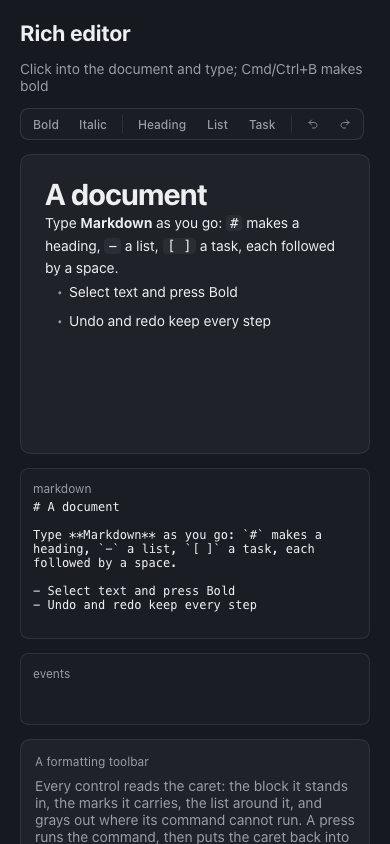 Rich editor
Click into the document and type; Cmd/Ctrl+B makes
bold
Bold Italic Heading List Task
A document
Type Markdown as you go: # makes a
heading, – a list, [ ] a task, each followed
by a space.
• Select text and press Bold
• Undo and redo keep every step
markdown
# A document
Type **Markdown** as you go: `#` makes a
heading, `–` a list, `[ ]` a task, each
followed by a space.
– Select text and press Bold
– Undo and redo keep every step
events
A formatting toolbar
Every control reads the caret: the block it stands
in, the marks it carries, the list around it, and
grays out where its command cannot run. A press
runs the command, then puts the caret back into